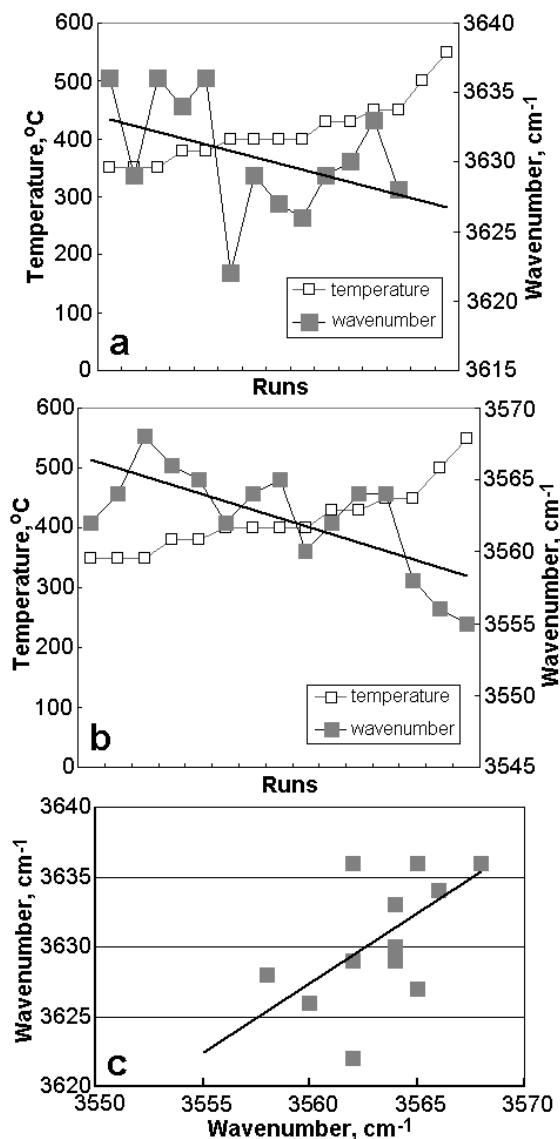 600
500
400
300
200
100
0
Temperature,°C
3640
3635
3630
3625
3620
3615
Wavenumber, cm-1
temperature
wavenumber
a
Runs
600
500
400
300
200
100
0
Temperature,°C
3570
3565
3560
3555
3550
3545
Wavenumber, cm-1
temperature
wavenumber
b
Runs
3640
3635
3630
3625
3620
Wavenumber, cm-1
c
3550 3555 3560 3565 3570
Wavenumber, cm-1